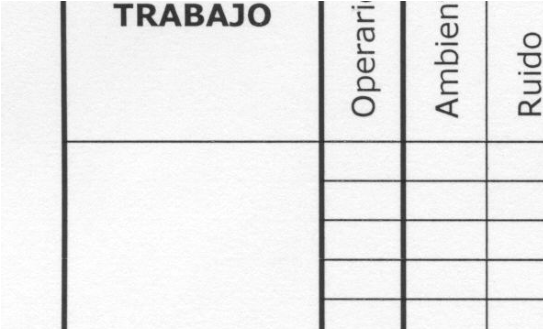 TRABAJO
Operari
Ambien
Ruido